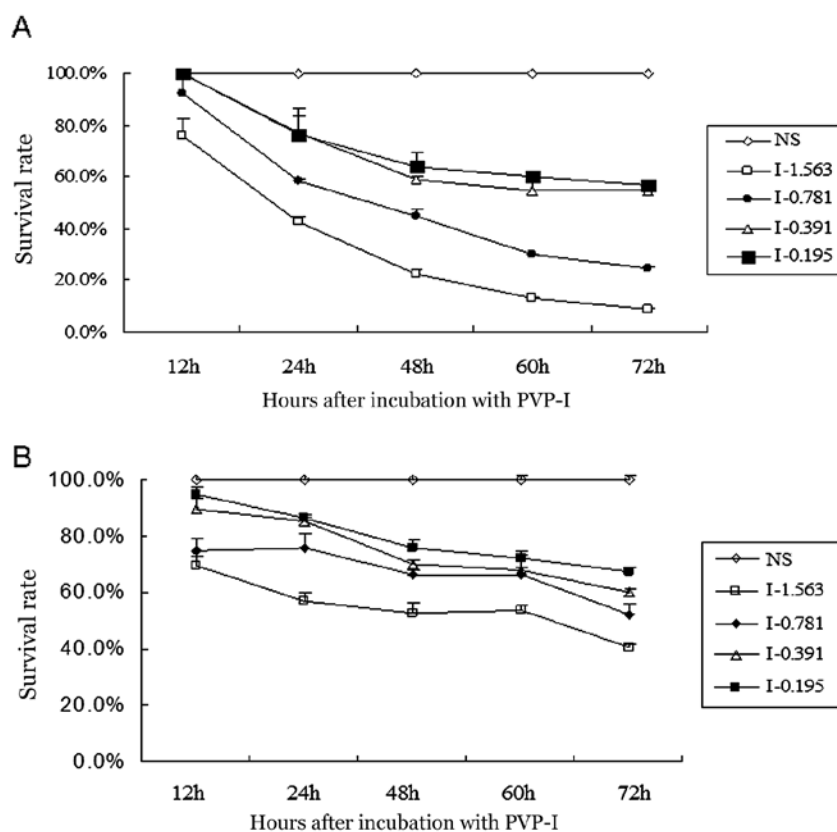 A
100.0%
80.0%
60.0%
40.0%
20.0%
0.0%
Survival rate
12h 24h 48h 60h 72h
Hours after incubation with PVP-I
NS
I-1.563
I-0.781
I-0.391
I-0.195
B
100.0%
80.0%
60.0%
40.0%
20.0%
0.0%
Survival rate
12h 24h 48h 60h 72h
Hours after incubation with PVP-I
NS
I-1.563
I-0.781
I-0.391
I-0.195